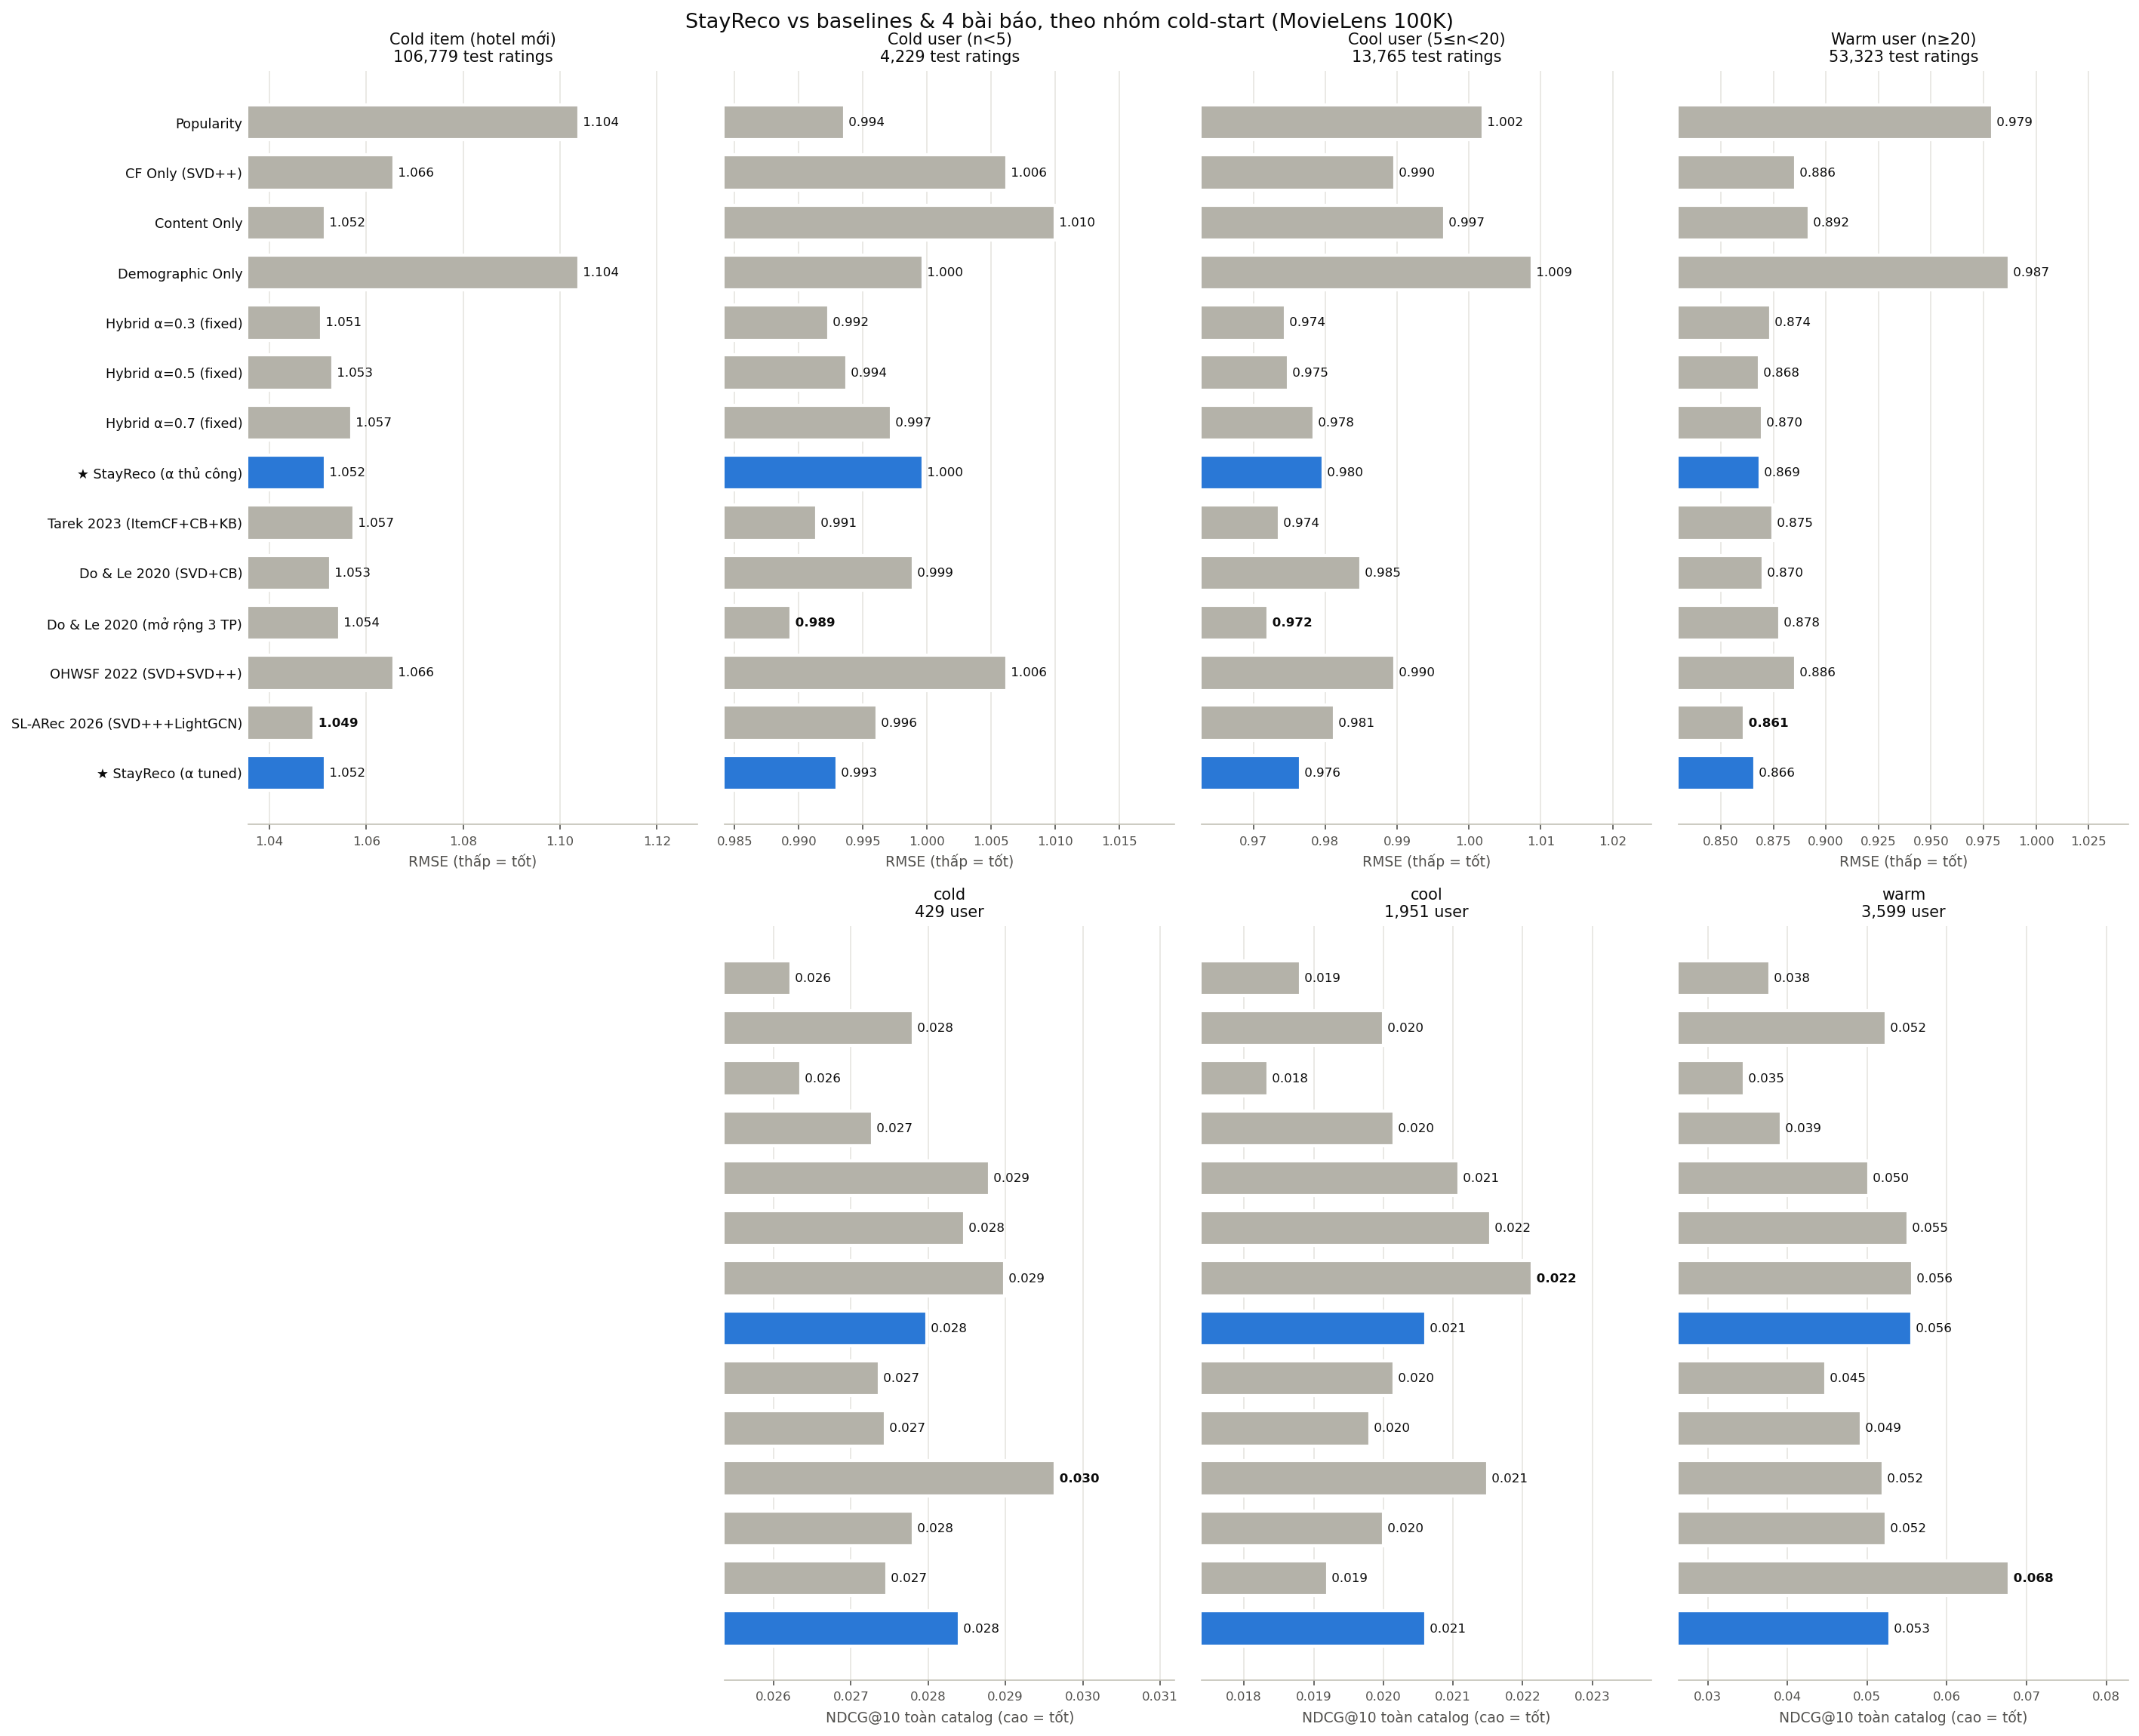 StayReco vs baselines & 4 bài báo, theo nhóm cold-start (MovieLens 100K)
Cold item (hotel mới)
106,779 test ratings
Cold user (n<5)
4,229 test ratings
Cool user (5≤n<20)
13,765 test ratings
Warm user (n≥20)
53,323 test ratings
Popularity 1.104 0.994 1.002 0.979
CF Only (SVD++) 1.066 1.006 0.990 0.886
Content Only 1.052 1.010 0.997 0.892
Demographic Only 1.104 1.000 1.009 0.987
Hybrid α=0.3 (fixed) 1.051 0.992 0.974 0.874
Hybrid α=0.5 (fixed) 1.053 0.994 0.975 0.868
Hybrid α=0.7 (fixed) 1.057 0.997 0.978 0.870
★ StayReco (α thủ công) 1.052 1.000 0.980 0.869
Tarek 2023 (ItemCF+CB+KB) 1.057 0.991 0.974 0.875
Do & Le 2020 (SVD+CB) 1.053 0.999 0.985 0.870
Do & Le 2020 (mở rộng 3 TP) 1.054 0.989 0.972 0.878
OHWSF 2022 (SVD+SVD++) 1.066 1.006 0.990 0.886
SL-ARec 2026 (SVD+++LightGCN) 1.049 0.996 0.981 0.861
★ StayReco (α tuned) 1.052 0.993 0.976 0.866
1.04 1.06 1.08 1.10 1.12
0.985 0.990 0.995 1.000 1.005 1.010 1.015
0.97 0.98 0.99 1.00 1.01 1.02
0.850 0.875 0.900 0.925 0.950 0.975 1.000 1.025
RMSE (thấp = tốt)
RMSE (thấp = tốt)
RMSE (thấp = tốt)
RMSE (thấp = tốt)
cold
429 user
cool
1,951 user
warm
3,599 user
0.026 0.019 0.038
0.028 0.020 0.052
0.026 0.018 0.035
0.027 0.020 0.039
0.029 0.021 0.050
0.028 0.022 0.055
0.029 0.022 0.056
0.028 0.021 0.056
0.027 0.020 0.045
0.027 0.020 0.049
0.030 0.021 0.052
0.028 0.020 0.052
0.027 0.019 0.068
0.028 0.021 0.053
0.026 0.027 0.028 0.029 0.030 0.031
0.018 0.019 0.020 0.021 0.022 0.023
0.03 0.04 0.05 0.06 0.07 0.08
NDCG@10 toàn catalog (cao = tốt)
NDCG@10 toàn catalog (cao = tốt)
NDCG@10 toàn catalog (cao = tốt)